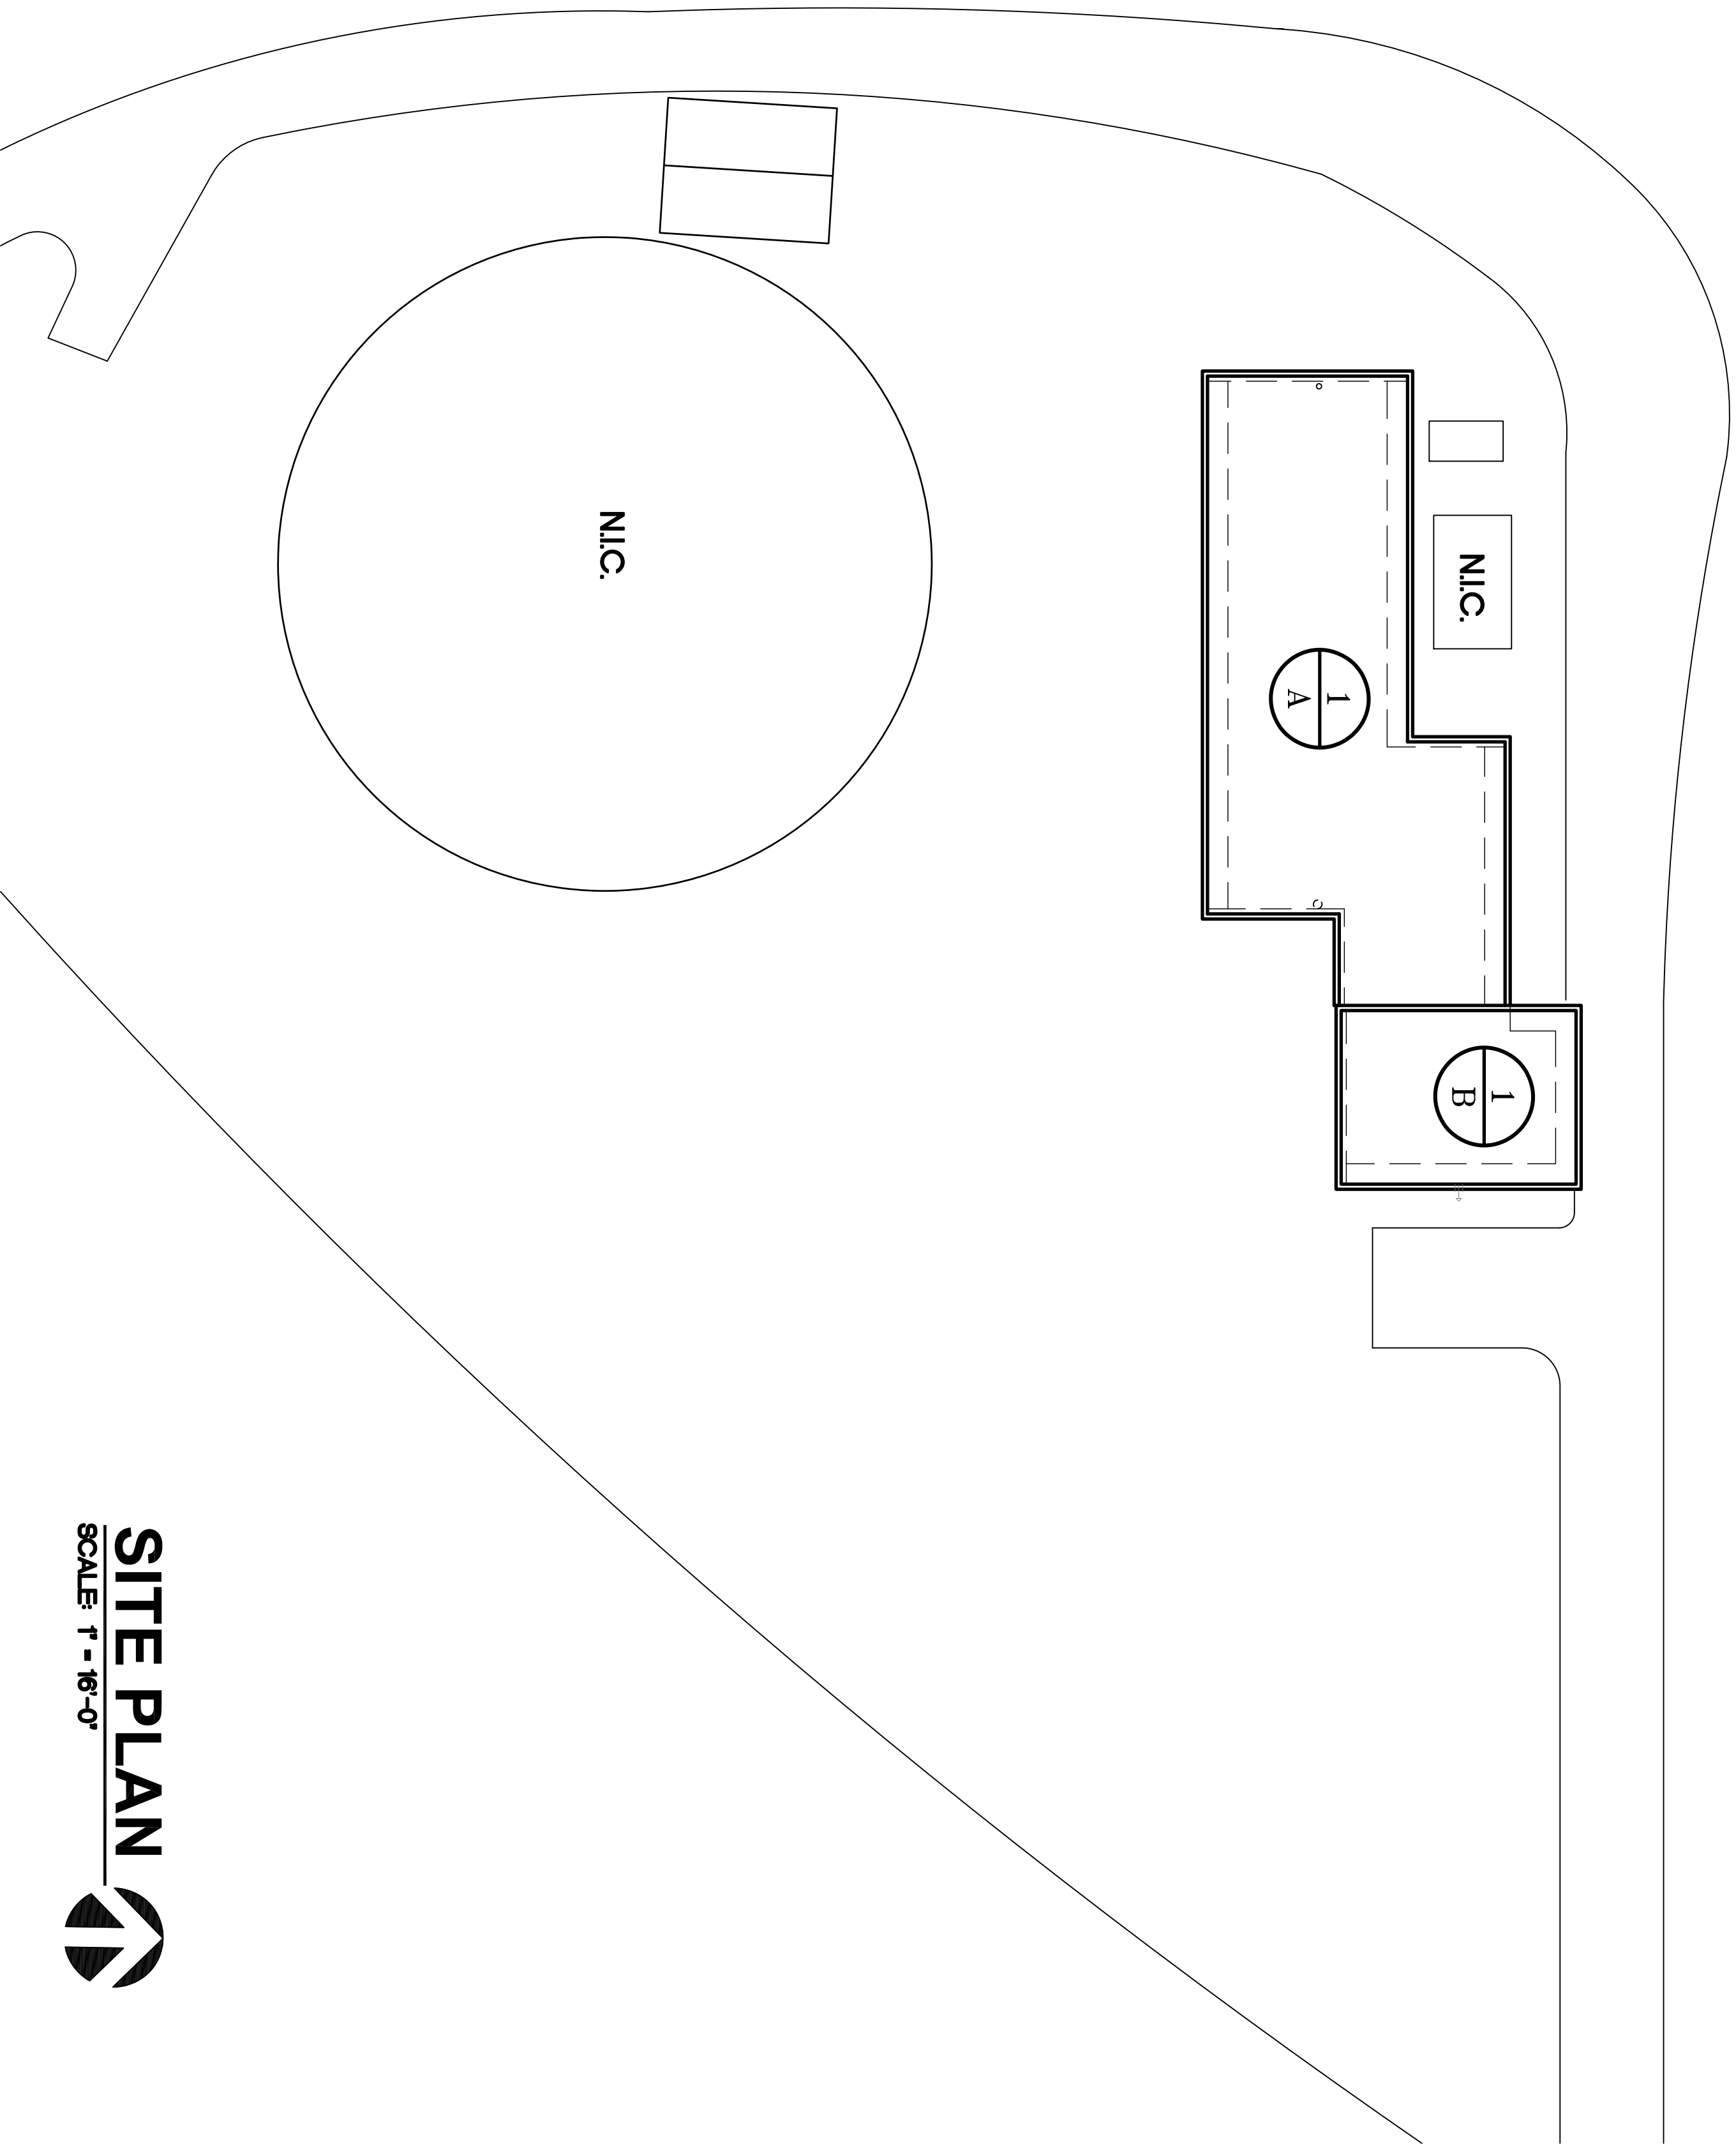 N.I.C.
N.I.C.
1
A
1
B
SITE PLAN
SCALE: 1" = 16'-0"